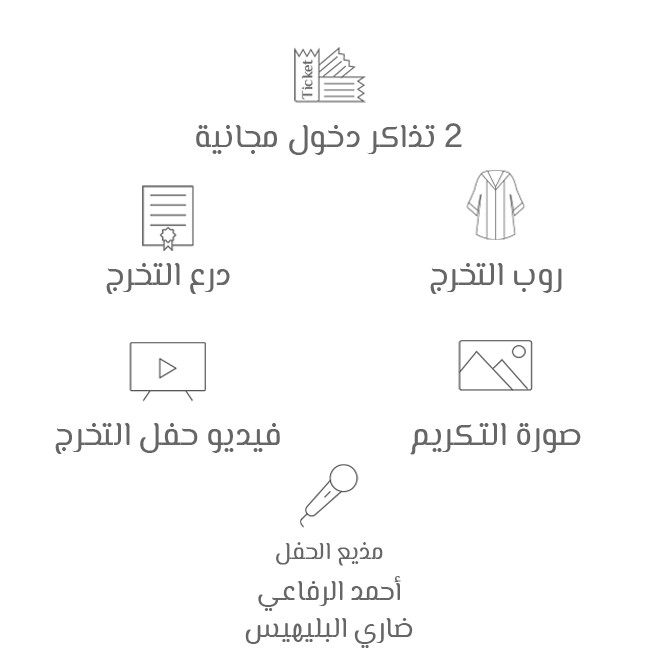 Ticket
2 تذاكر دخول مجانية
روب التخرج
درع التخرج
صورة التكريم
فيديو حفل التخرج
مذيع الحفل
أحمد الرفاعي
ضاري البليهيس